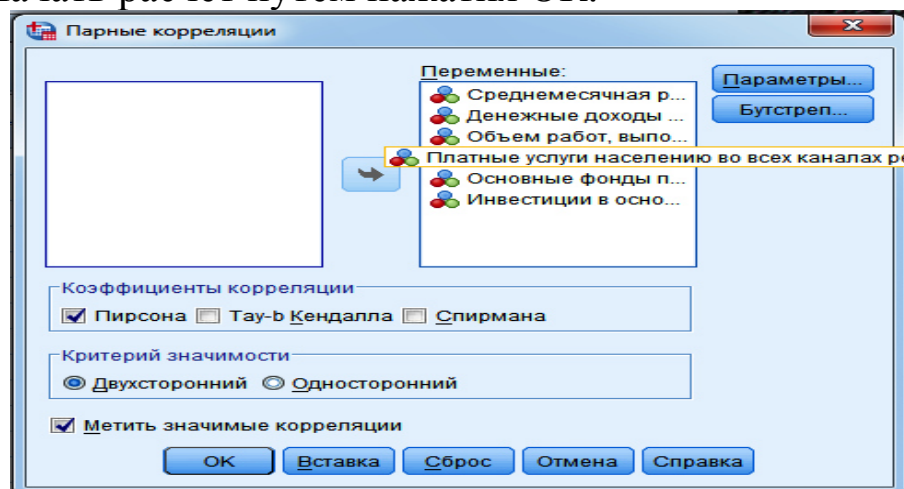 Парные корреляции
Переменные:
Среднемесячная р...
Денежные доходы ...
Объем работ, выпо...
Платные услуги населению во всех каналах
Основные фонды п...
Инвестиции в осно...
Параметры...
Бутстреп...
Коэффициенты корреляции
Пирсона Тау-b Кендалла Спирмана
Критерий значимости
Двухсторонний Односторонний
Метить значимые корреляции
OK Вставка Сброс Отмена Справка